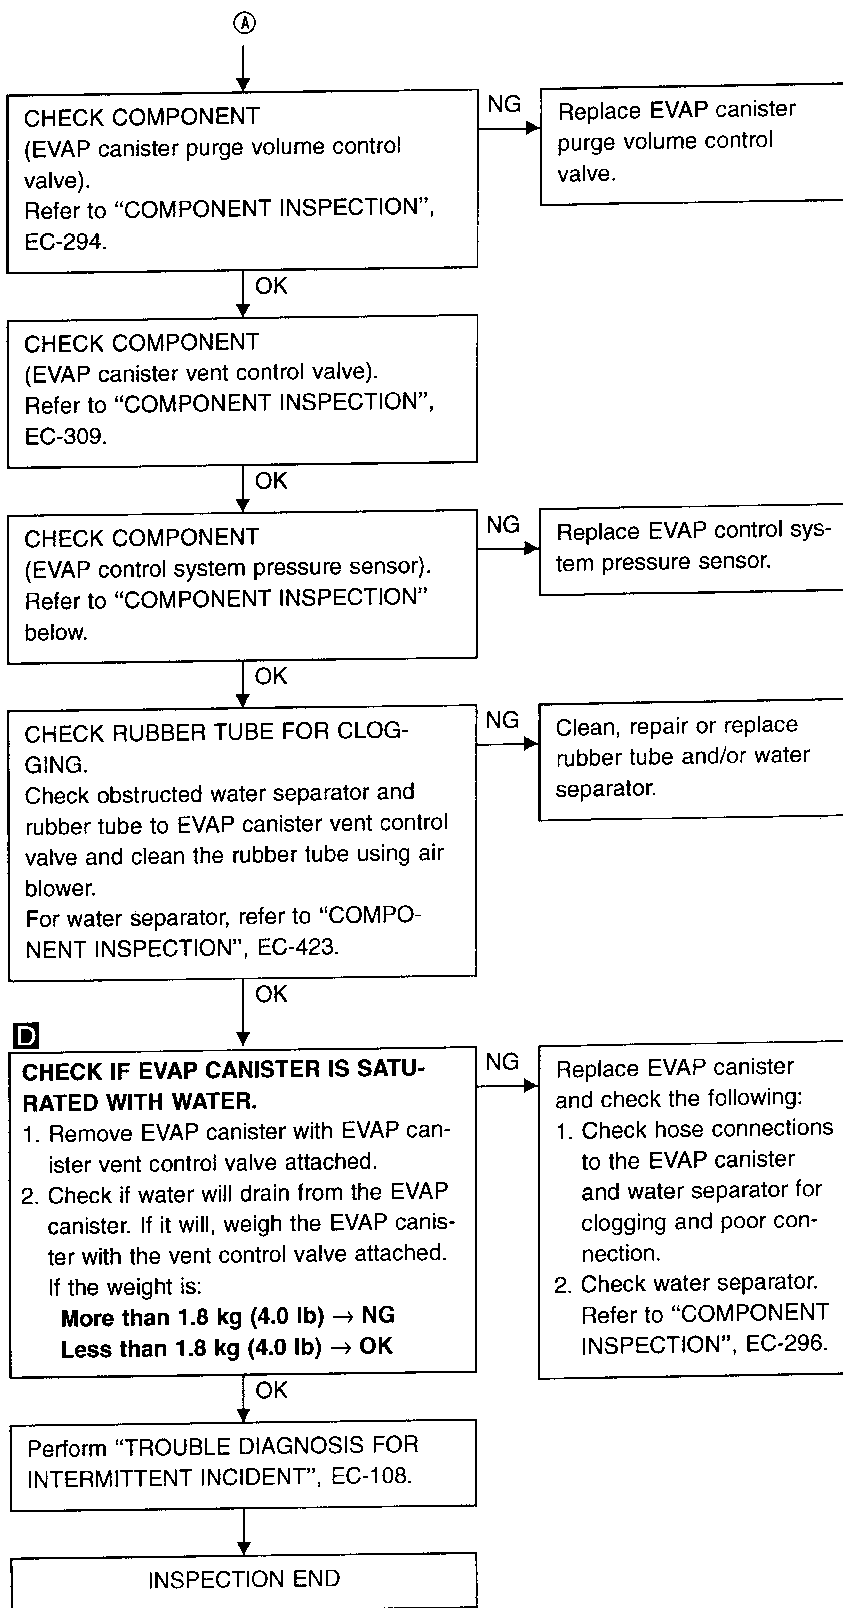 A
CHECK COMPONENT
(EVAP canister purge volume control
valve).
Refer to “COMPONENT INSPECTION”,
EC-294.
NG
Replace EVAP canister
purge volume control
valve.
OK
CHECK COMPONENT
(EVAP canister vent control valve).
Refer to “COMPONENT INSPECTION”,
EC-309.
OK
CHECK COMPONENT
(EVAP control system pressure sensor).
Refer to “COMPONENT INSPECTION”
below.
NG
Replace EVAP control sys-
tem pressure sensor.
OK
CHECK RUBBER TUBE FOR CLOG-
GING.
Check obstructed water separator and
rubber tube to EVAP canister vent control
valve and clean the rubber tube using air
blower.
For water separator, refer to “COMPO-
NENT INSPECTION”, EC-423.
NG
Clean, repair or replace
rubber tube and/or water
separator.
OK
D
CHECK IF EVAP CANISTER IS SATU-
RATED WITH WATER.
1. Remove EVAP canister with EVAP can-
ister vent control valve attached.
2. Check if water will drain from the EVAP
canister. If it will, weigh the EVAP canis-
ter with the vent control valve attached.
If the weight is:
More than 1.8 kg (4.0 lb) → NG
Less than 1.8 kg (4.0 lb) → OK
NG
Replace EVAP canister
and check the following:
1. Check hose connections
to the EVAP canister
and water separator for
clogging and poor con-
nection.
2. Check water separator.
Refer to “COMPONENT
INSPECTION”, EC-296.
OK
Perform “TROUBLE DIAGNOSIS FOR
INTERMITTENT INCIDENT”, EC-108.
INSPECTION END